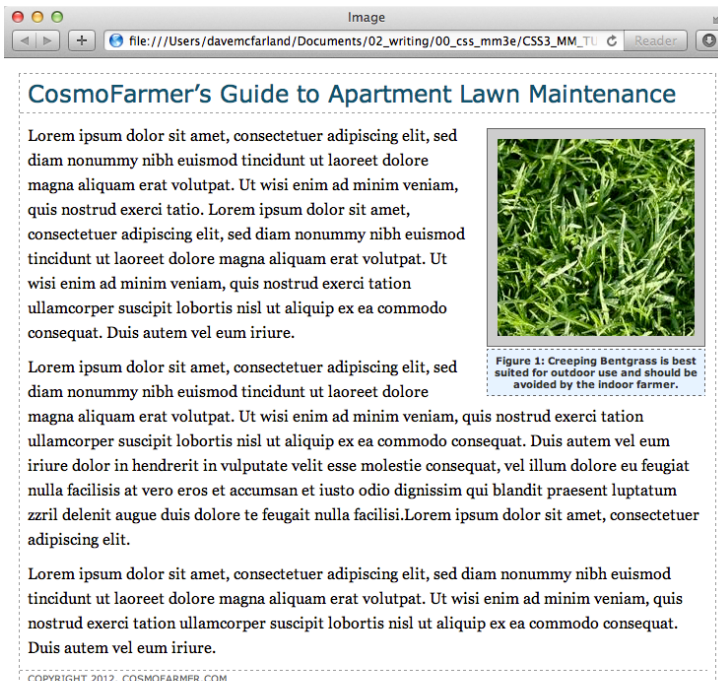 Image
file:///Users/davemcfarland/Documents/02_writing/00_css_mm3e/CSS3_MM_TU
Reader
CosmoFarmer's Guide to Apartment Lawn Maintenance
Lorem ipsum dolor sit amet, consectetuer adipiscing elit, sed
diam nonummy nibh euismod tincidunt ut laoreet dolore
magna aliquam erat volutpat. Ut wisi enim ad minim veniam,
quis nostrud exerci tatio. Lorem ipsum dolor sit amet,
consectetuer adipiscing elit, sed diam nonummy nibh euismod
tincidunt ut laoreet dolore magna aliquam erat volutpat. Ut
wisi enim ad minim veniam, quis nostrud exerci tation
ullamcorper suscipit lobortis nisl ut aliquip ex ea commodo
consequat. Duis autem vel eum iriure.
Figure 1: Creeping Bentgrass is best
suited for outdoor use and should be
avoided by the indoor farmer.
Lorem ipsum dolor sit amet, consectetuer adipiscing elit, sed
diam nonummy nibh euismod tincidunt ut laoreet dolore
magna aliquam erat volutpat. Ut wisi enim ad minim veniam, quis nostrud exerci tation
ullamcorper suscipit lobortis nisl ut aliquip ex ea commodo consequat. Duis autem vel eum
iriure dolor in hendrerit in vulputate velit esse molestie consequat, vel illum dolore eu feugiat
nulla facilisis at vero eros et accumsan et iusto odio dignissim qui blandit praesent luptatum
zzril delenit augue duis dolore te feugait nulla facilisi.Lorem ipsum dolor sit amet, consectetuer
adipiscing elit.
Lorem ipsum dolor sit amet, consectetuer adipiscing elit, sed diam nonummy nibh euismod
tincidunt ut laoreet dolore magna aliquam erat volutpat. Ut wisi enim ad minim veniam, quis
nostrud exerci tation ullamcorper suscipit lobortis nisl ut aliquip ex ea commodo consequat.
Duis autem vel eum iriure.
COPYRIGHT 2012, COSMOFARMER.COM